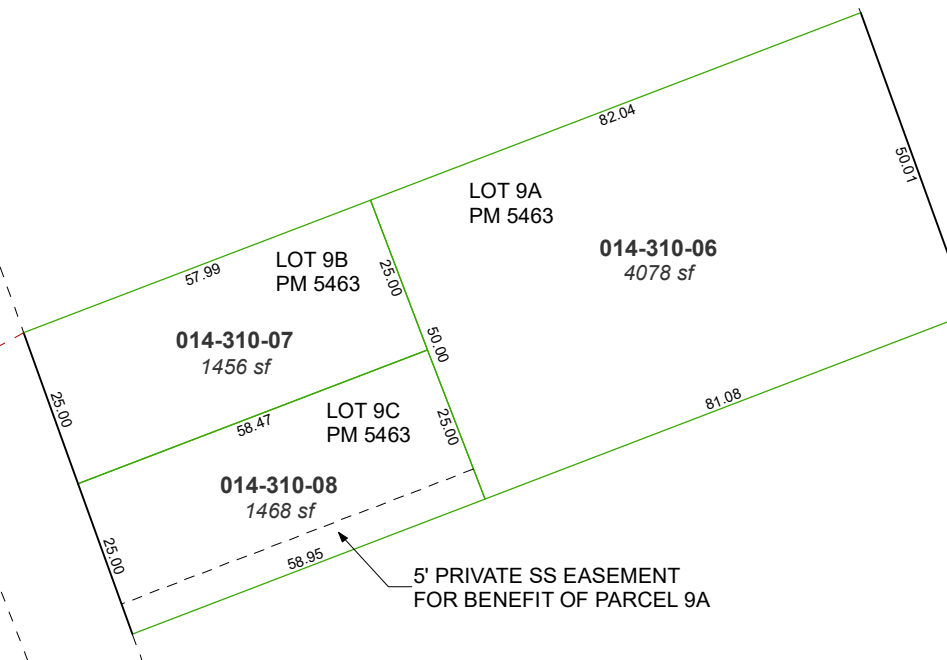 82.04
50.01
LOT 9A
PM 5463
014-310-06
4078 sf
57.99
LOT 9B
PM 5463
25.00
014-310-07
1456 sf
50.00
25.00
58.47
LOT 9C
PM 5463
25.00
81.08
014-310-08
1468 sf
25.00
58.95
5' PRIVATE SS EASEMENT
FOR BENEFIT OF PARCEL 9A